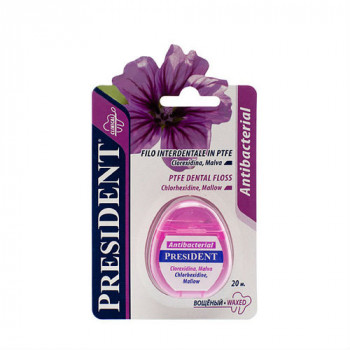 PRESIDENT
FILO INTERDENTALE IN PTFE
Clorexidina, Malva
PTFE DENTAL FLOSS
Chlorhexidine, Mallow
Antibacterial
Antibacterial
PRESIDENT
Clorexidina, Malva
Chlorhexidine,
Mallow
20 м.
ВОЩЁНЫЙ WAXED